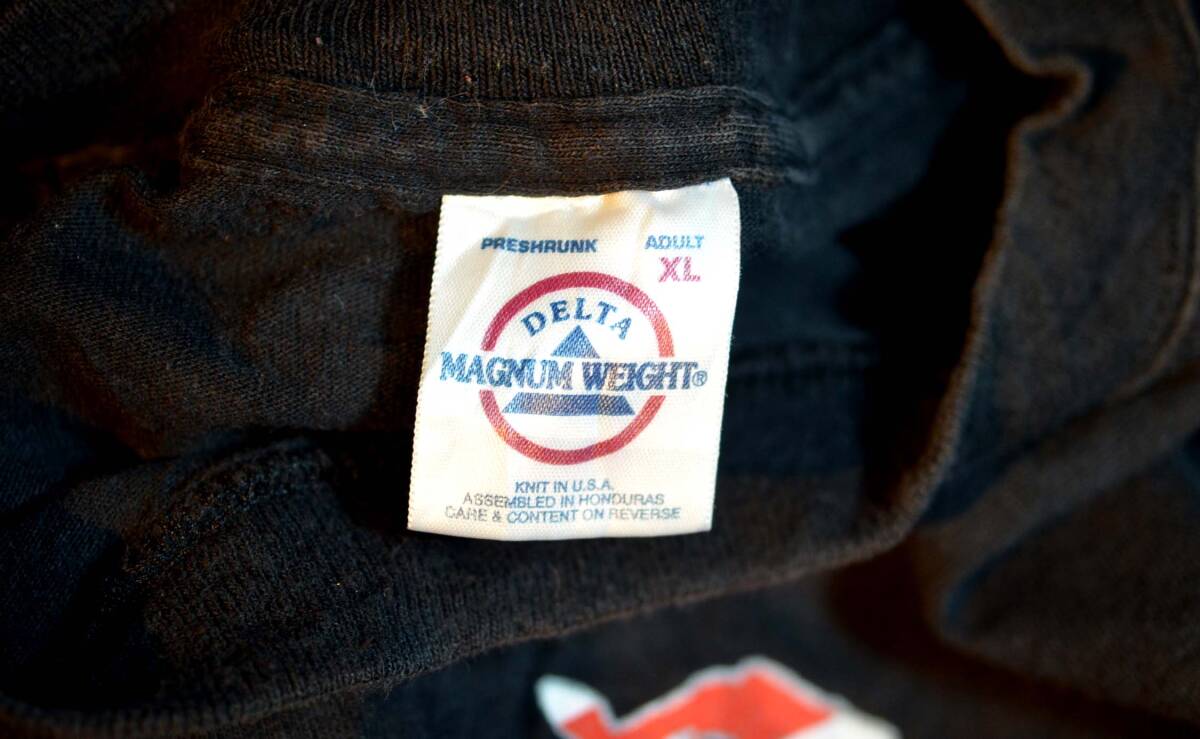 PRESHRUNK ADULT
XL
DELTA
MAGNUM WEIGHT®
KNIT IN U.S.A.
ASSEMBLED IN HONDURAS
CARE & CONTENT ON REVERSE